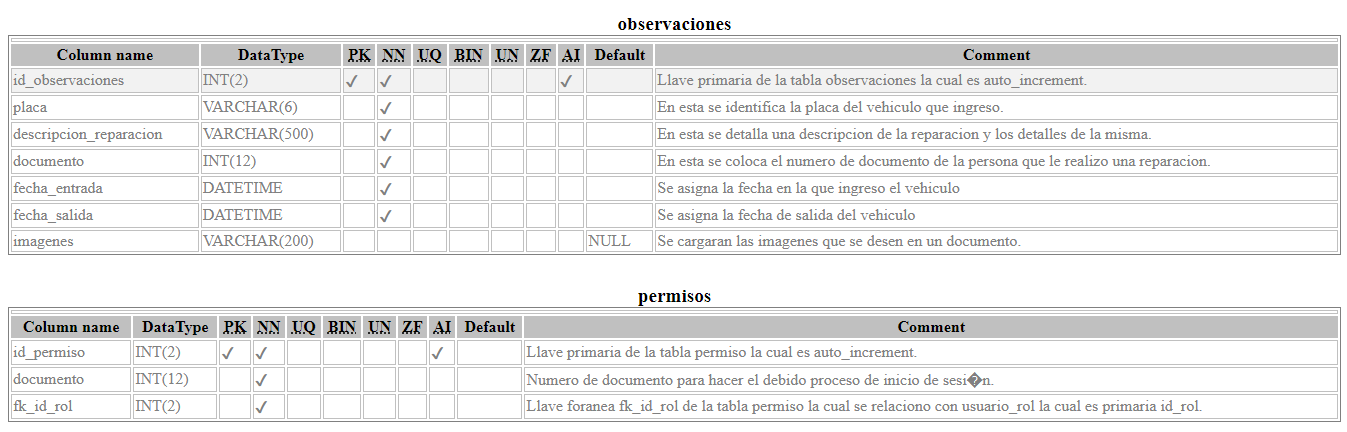 observaciones
Column name DataType PK NN UQ BIN UN ZF AI Default Comment
id_observaciones INT(2) ✓ ✓ ✓ Llave primaria de la tabla observaciones la cual es auto_increment.
placa VARCHAR(6) ✓ En esta se identifica la placa del vehiculo que ingreso.
descripcion_reparacion VARCHAR(500) ✓ En esta se detalla una descripcion de la reparacion y los detalles de la misma.
documento INT(12) ✓ En esta se coloca el numero de documento de la persona que le realizo una reparacion.
fecha_entrada DATETIME ✓ Se asigna la fecha en la que ingreso el vehiculo
fecha_salida DATETIME ✓ Se asigna la fecha de salida del vehiculo
imagenes VARCHAR(200) NULL Se cargaran las imagenes que se desen en un documento.
permisos
Column name DataType PK NN UQ BIN UN ZF AI Default Comment
id_permiso INT(2) ✓ ✓ ✓ Llave primaria de la tabla permiso la cual es auto_increment.
documento INT(12) ✓ Numero de documento para hacer el debido proceso de inicio de sesi�n.
fk_id_rol INT(2) ✓ Llave foranea fk_id_rol de la tabla permiso la cual se relaciono con usuario_rol la cual es primaria id_rol.